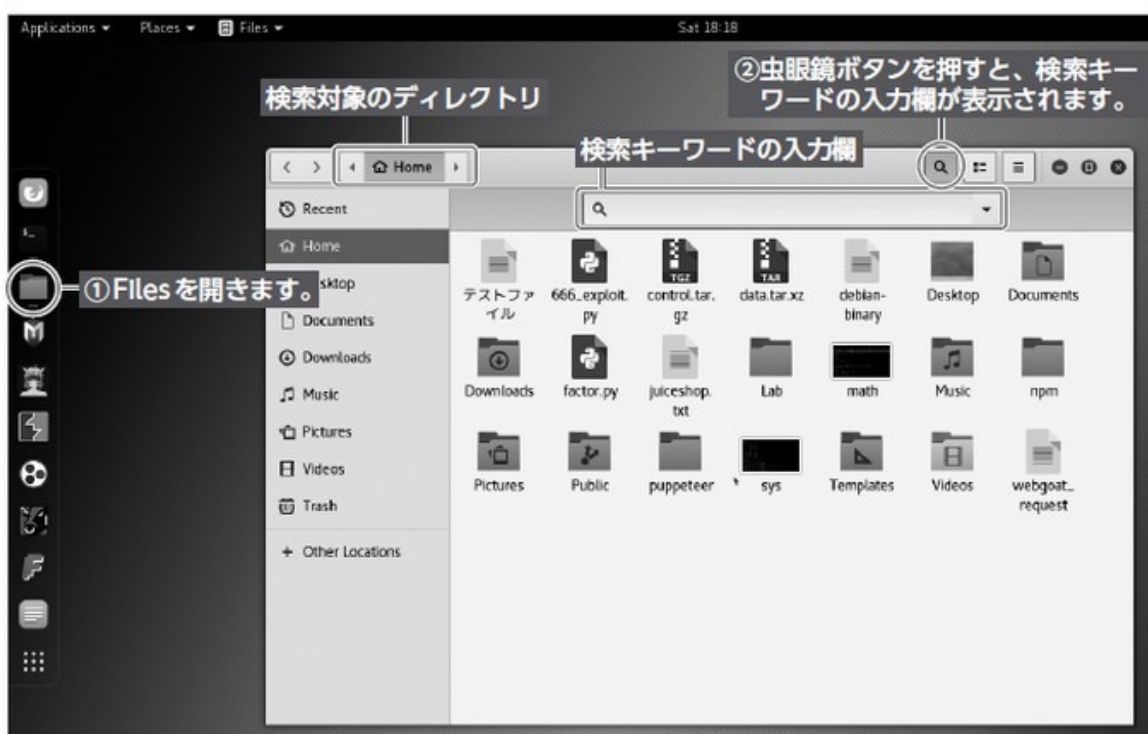 Applications
Places
Files
Sat 18:18
②虫眼鏡ボタンを押すと、検索キー
ワードの入力欄が表示されます。
検索対象のディレクトリ
検索キーワードの入力欄
Home
Recent
Home
①FIlesを開きます。
sktop
Documents
Downloads
Music
Pictures
Videos
Trash
+ Other Locations
TGZ
TAR
テストファ
イル
666_exploit.
py
control.tar.
gz
data.tar.xz
debian-
binary
Desktop
Documents
Downloads
factor.py
juiceshop.
txt
Lab
math
Music
npm
Pictures
Public
puppeteer
sys
Templates
Videos
webgoat_
request